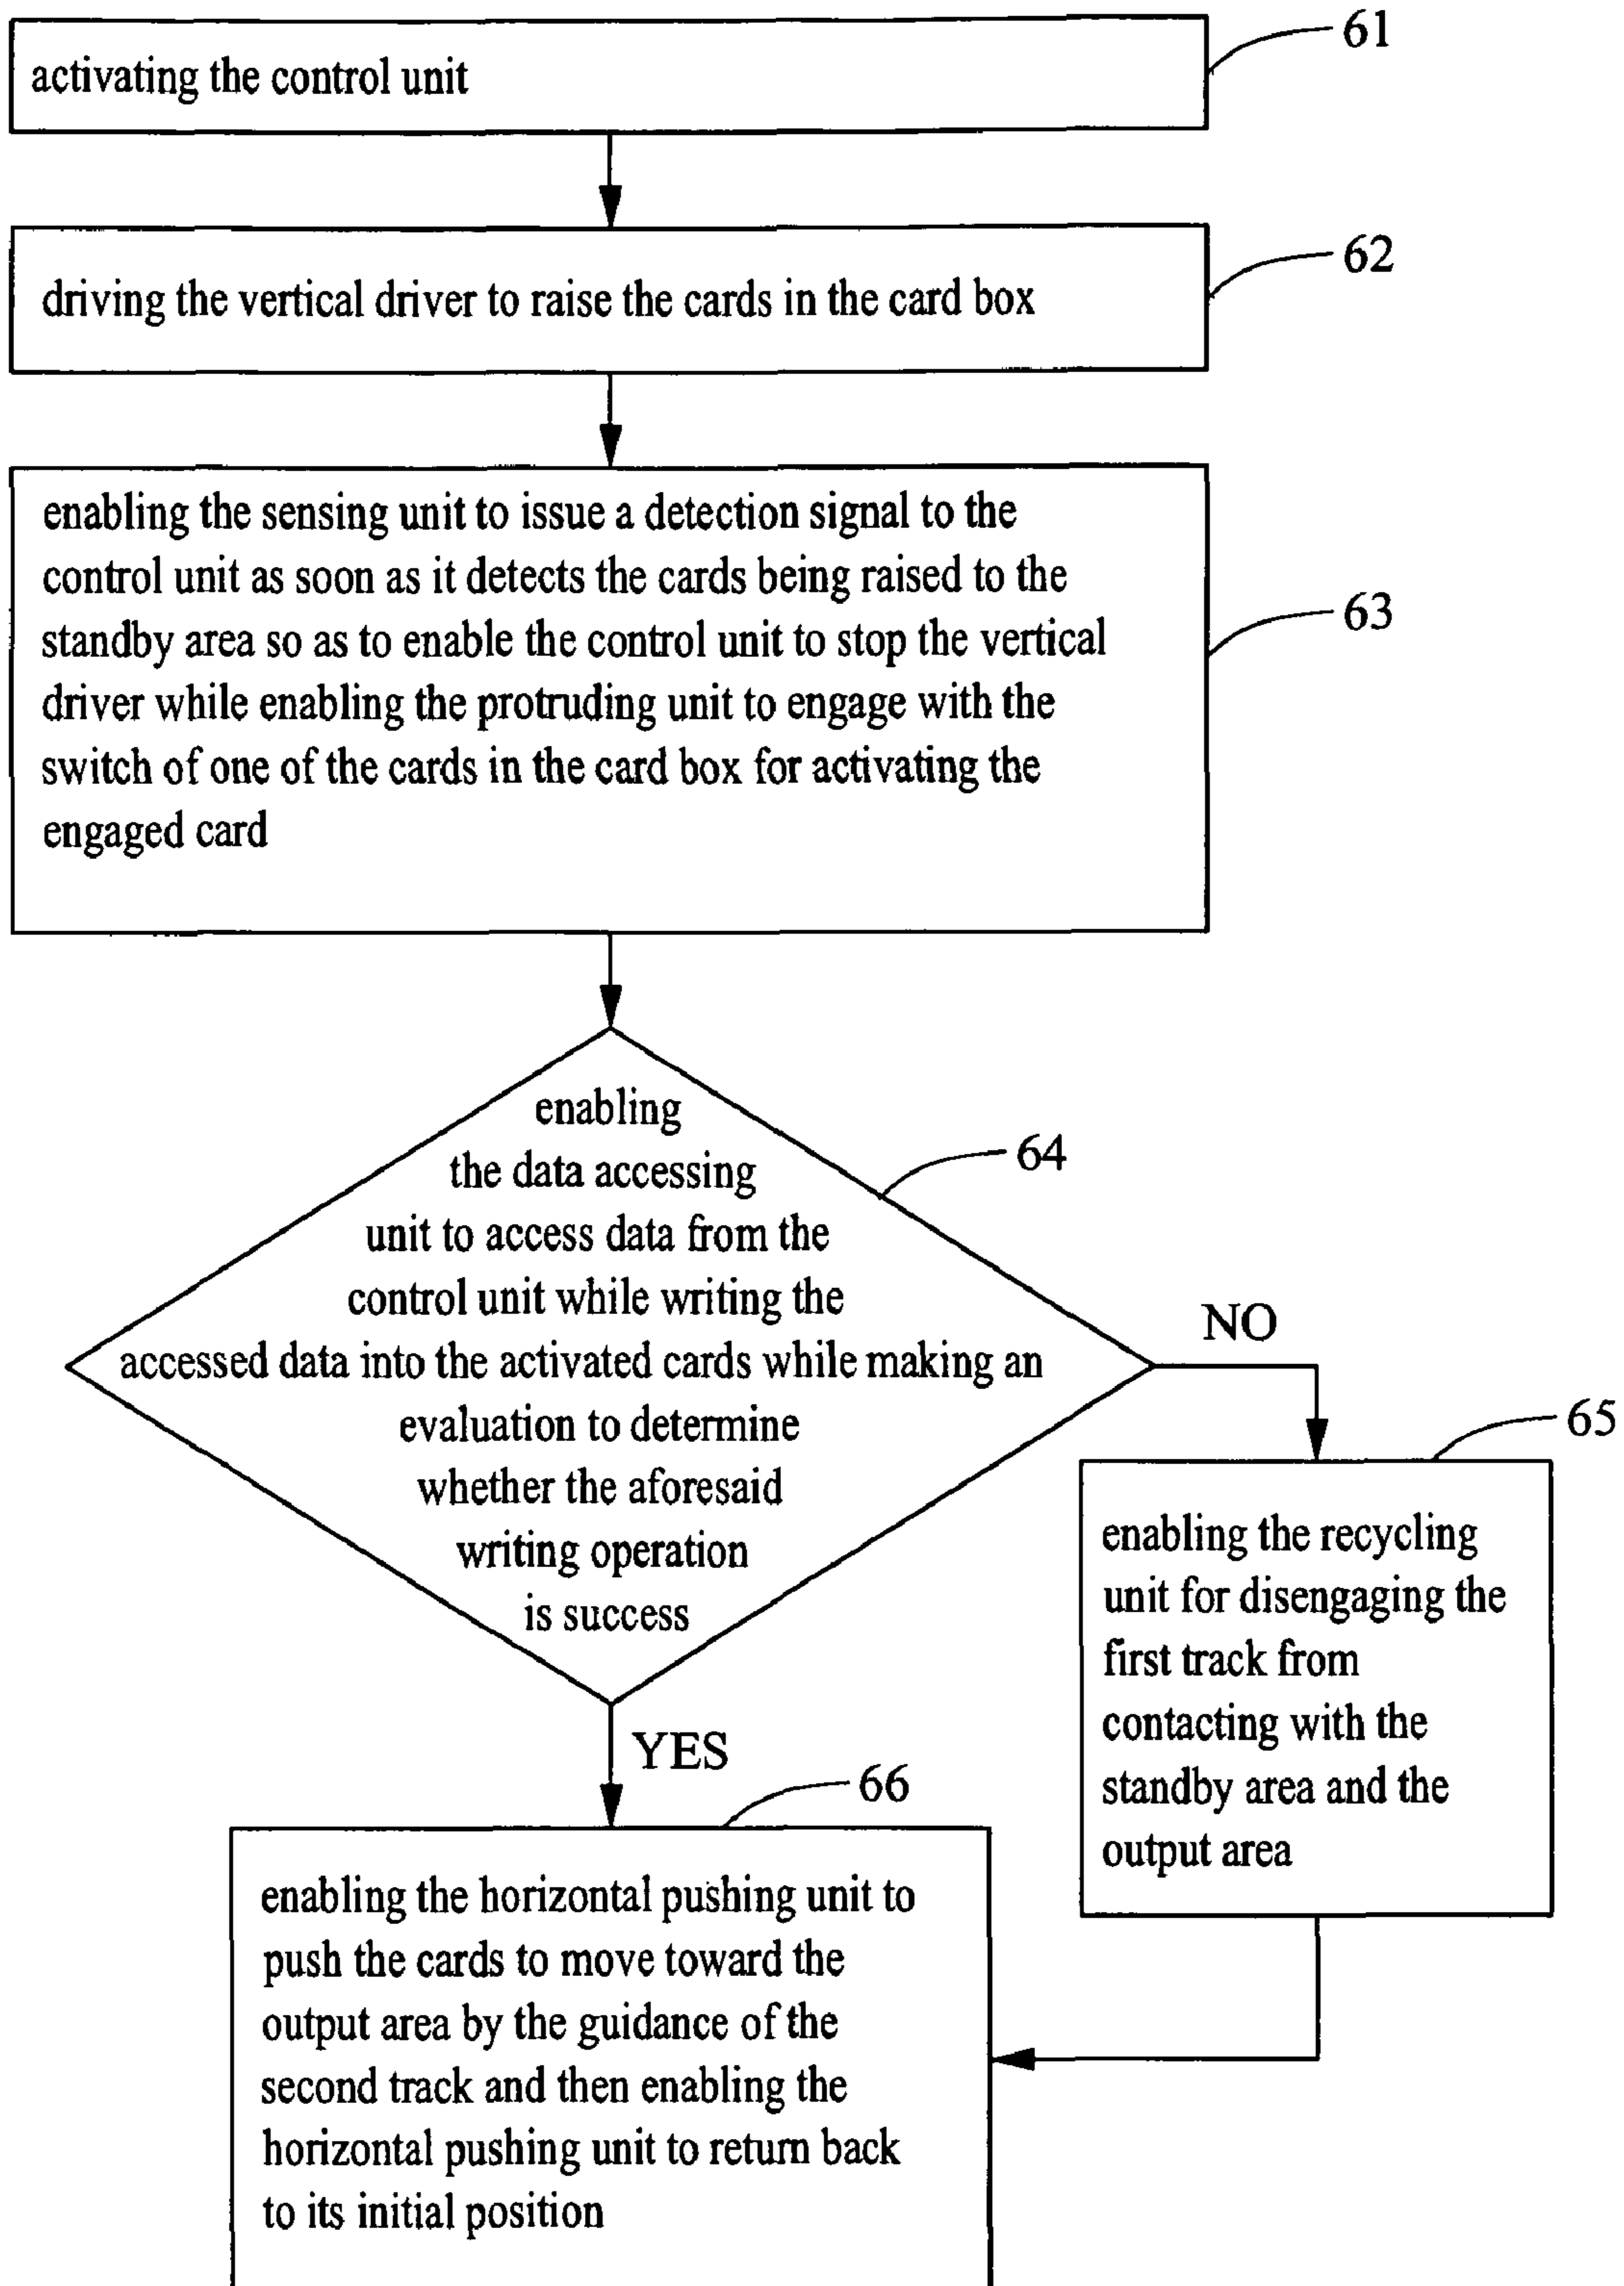 61
activating the control unit
62
driving the vertical driver to raise the cards in the card box
63
enabling the sensing unit to issue a detection signal to the
control unit as soon as it detects the cards being raised to the
standby area so as to enable the control unit to stop the vertical
driver while enabling the protruding unit to engage with the
switch of one of the cards in the card box for activating the
engaged card
64
enabling
the data accessing
unit to access data from the
control unit while writing the
accessed data into the activated cards while making an
evaluation to determine
whether the aforesaid
writing operation
is success
NO
65
enabling the recycling
unit for disengaging the
first track from
contacting with the
standby area and the
output area
YES
66
enabling the horizontal pushing unit to
push the cards to move toward the
output area by the guidance of the
second track and then enabling the
horizontal pushing unit to return back
to its initial position